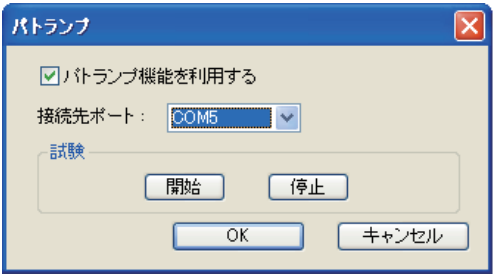 パトランプ
パトランプ機能を利用する
接続先ポート： COM5
試験
開始 停止
OK キャンセル